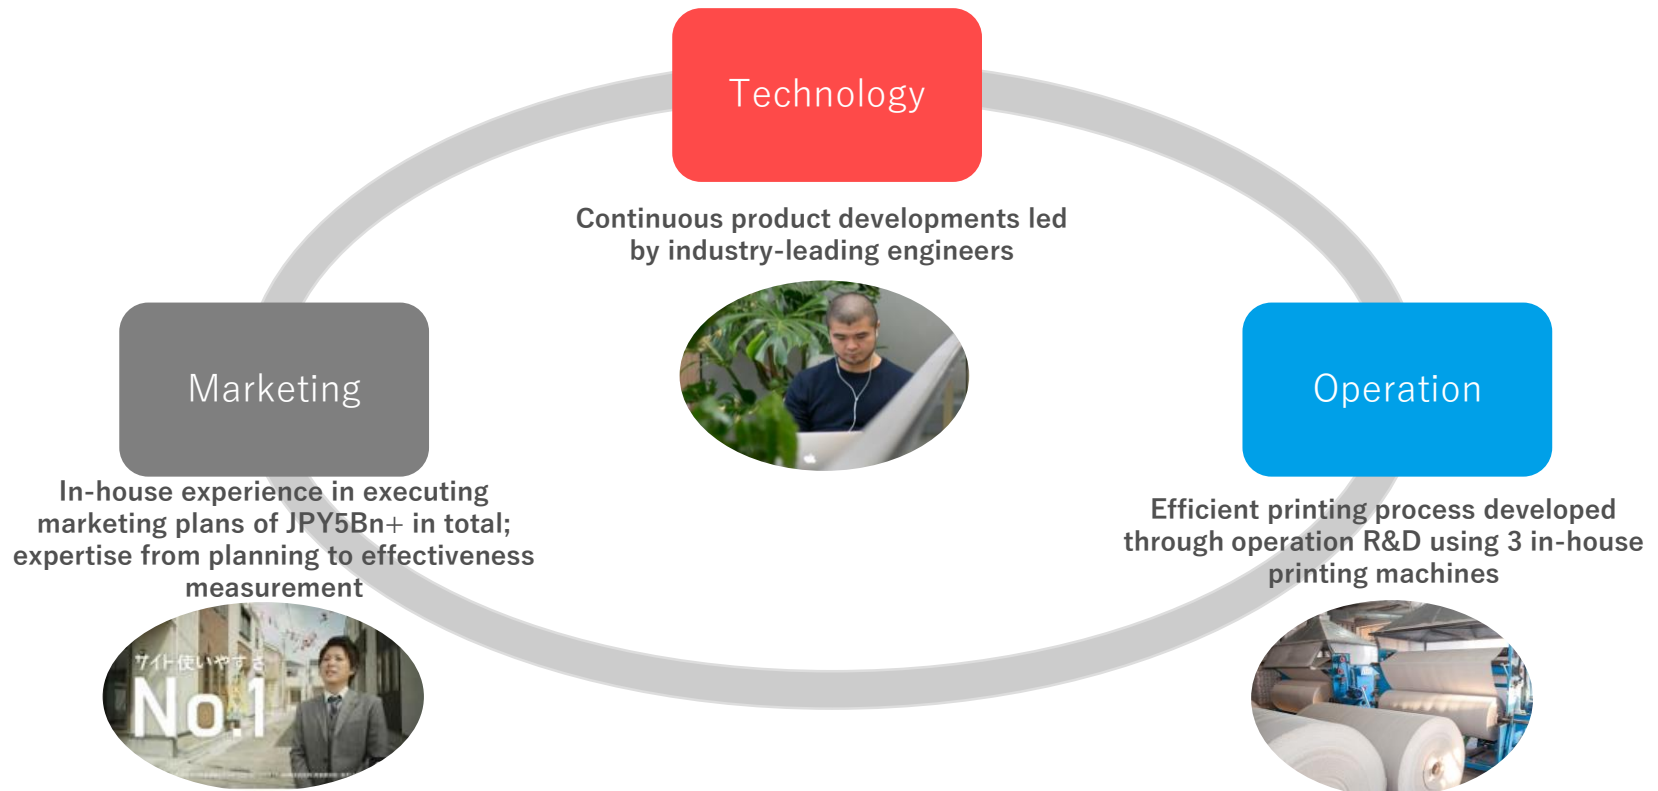 Technology
Continuous product developments led
by industry-leading engineers
Marketing
In-house experience in executing
marketing plans of JPY5Bn+ in total;
expertise from planning to effectiveness
measurement
サイト使いやすさ
No.1
Operation
Efficient printing process developed
through operation R&D using 3 in-house
printing machines